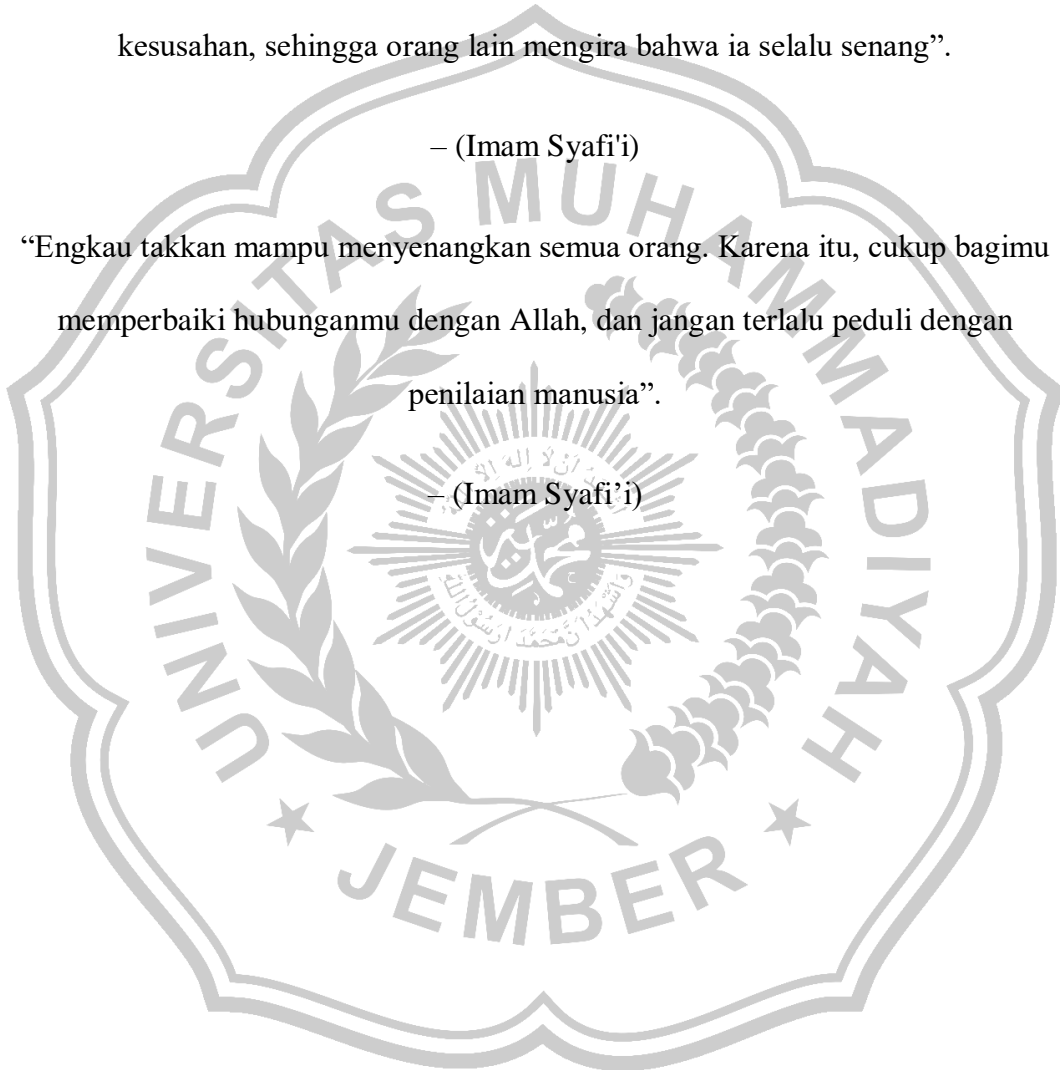 kesusahan, sehingga orang lain mengira bahwa ia selalu senang”.
– (Imam Syafi'i)
“Engkau takkan mampu menyenangkan semua orang. Karena itu, cukup bagimu
memperbaiki hubunganmu dengan Allah, dan jangan terlalu peduli dengan
penilaian manusia”.
– (Imam Syafi’i)
UNIVERSITAS MUHAMMADIYAH
JEMBER